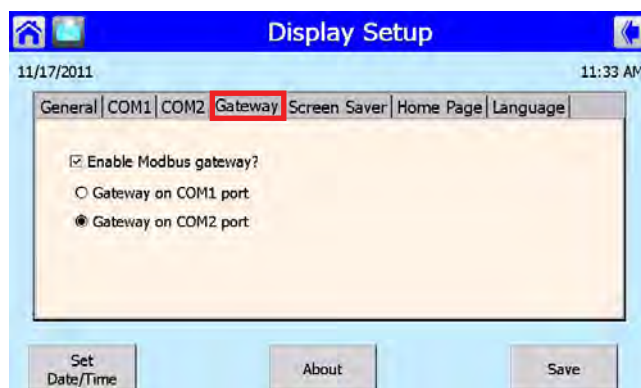 Display Setup
11/17/2011 11:33 AM
General COM1 COM2 Gateway Screen Saver Home Page Language
Enable Modbus gateway?
Gateway on COM1 port
Gateway on COM2 port
Set
Date/Time
About
Save